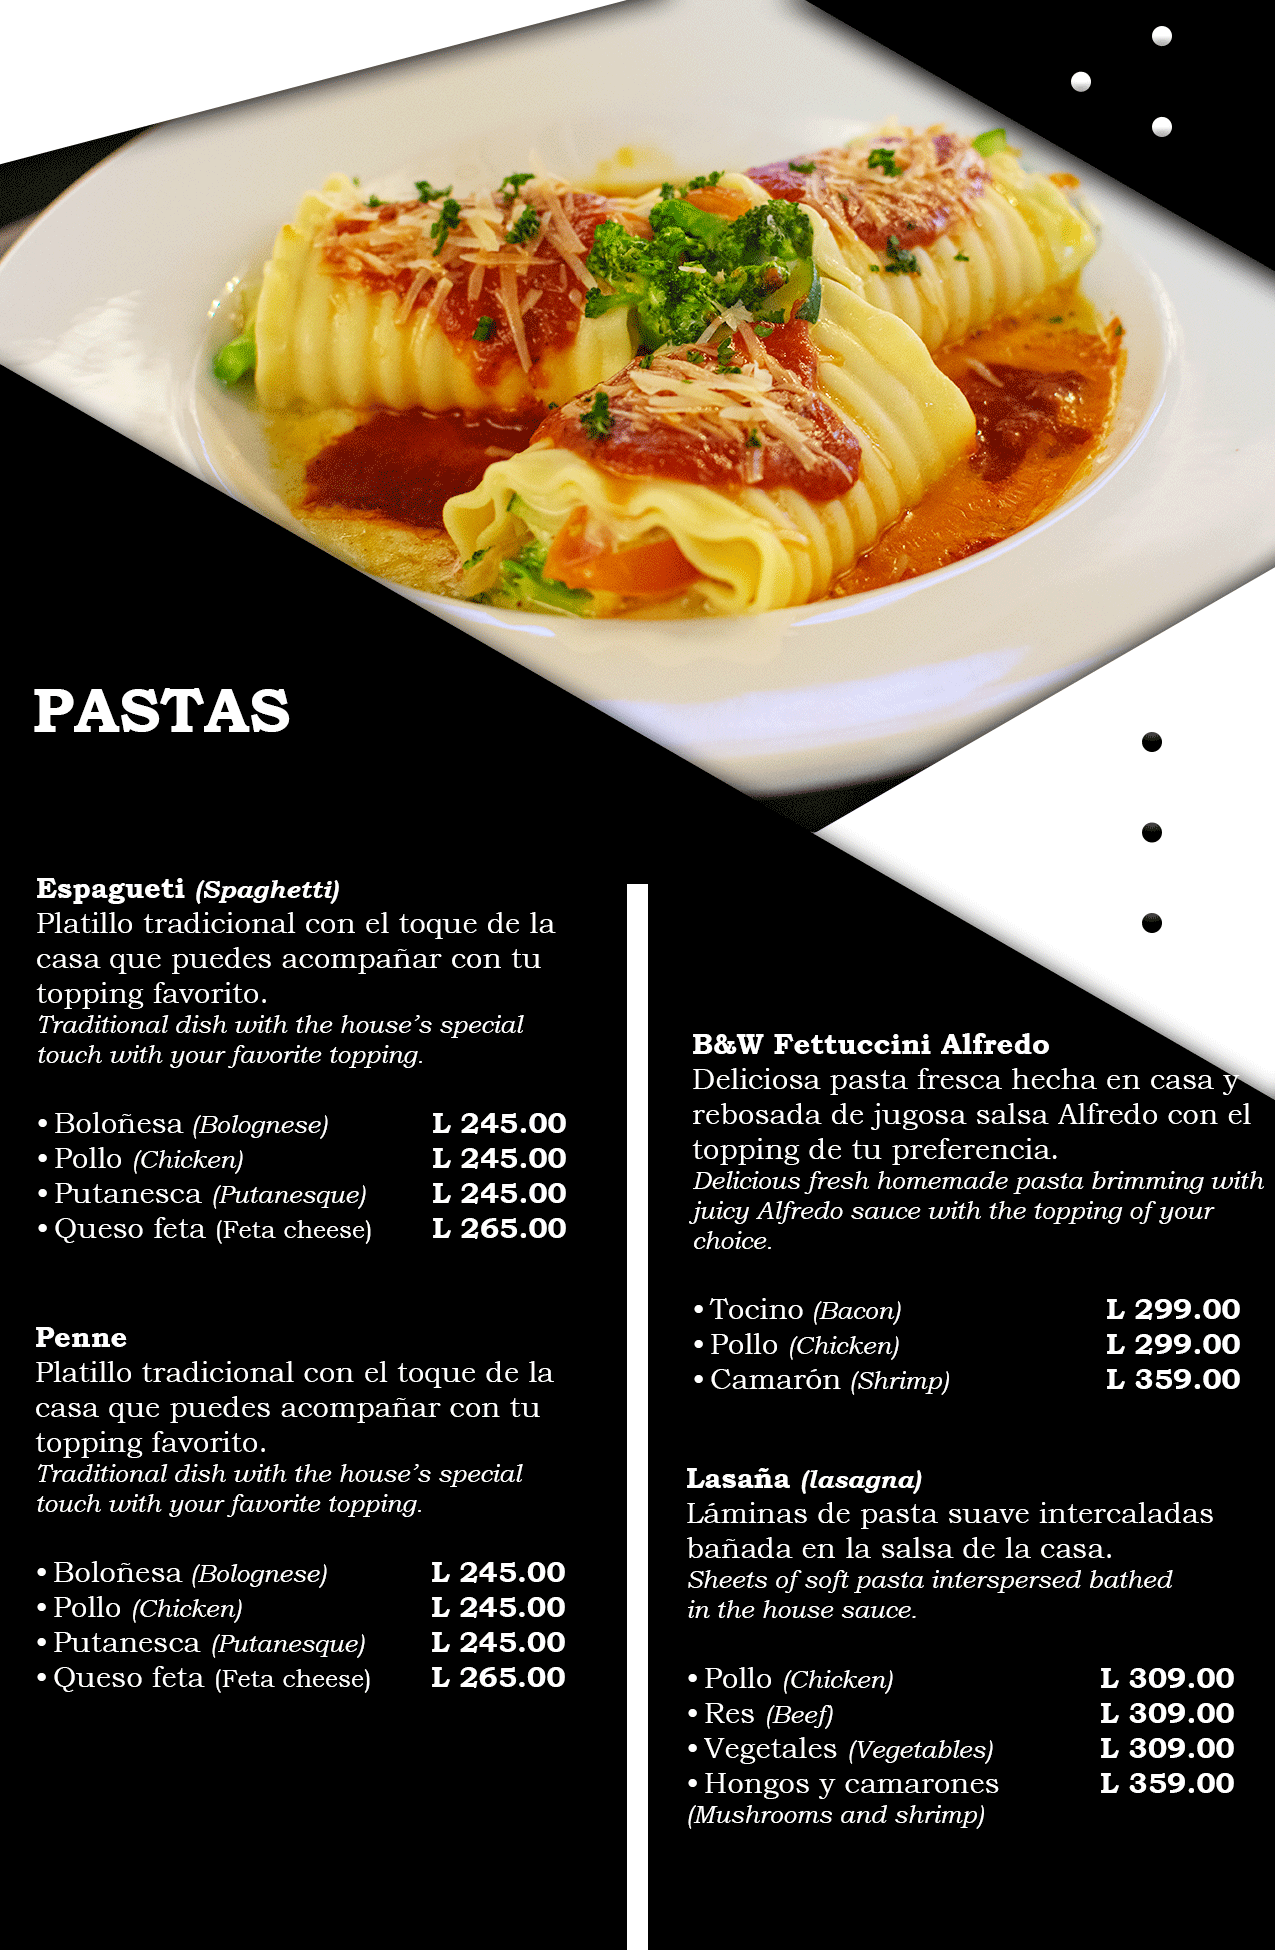 PASTAS
Espagueti (Spaghetti)
Platillo tradicional con el toque de la
casa que puedes acompañar con tu
topping favorito.
Traditional dish with the house's special
touch with your favorite topping.
• Boloñesa (Bolognese) L 245.00
• Pollo (Chicken) L 245.00
• Putanesca (Putanesque) L 245.00
• Queso feta (Feta cheese) L 265.00
Penne
Platillo tradicional con el toque de la
casa que puedes acompañar con tu
topping favorito.
Traditional dish with the house's special
touch with your favorite topping.
• Boloñesa (Bolognese) L 245.00
• Pollo (Chicken) L 245.00
• Putanesca (Putanesque) L 245.00
• Queso feta (Feta cheese) L 265.00
B&W Fettuccini Alfredo
Deliciosa pasta fresca hecha en casa y
rebosada de jugosa salsa Alfredo con el
topping de tu preferencia.
Delicious fresh homemade pasta brimming with
juicy Alfredo sauce with the topping of your
choice.
• Tocino (Bacon) L 299.00
• Pollo (Chicken) L 299.00
• Camarón (Shrimp) L 359.00
Lasaña (lasagna)
Láminas de pasta suave intercaladas
bañada en la salsa de la casa.
Sheets of soft pasta interspersed bathed
in the house sauce.
• Pollo (Chicken) L 309.00
• Res (Beef) L 309.00
• Vegetales (Vegetables) L 309.00
• Hongos y camarones L 359.00
(Mushrooms and shrimp)